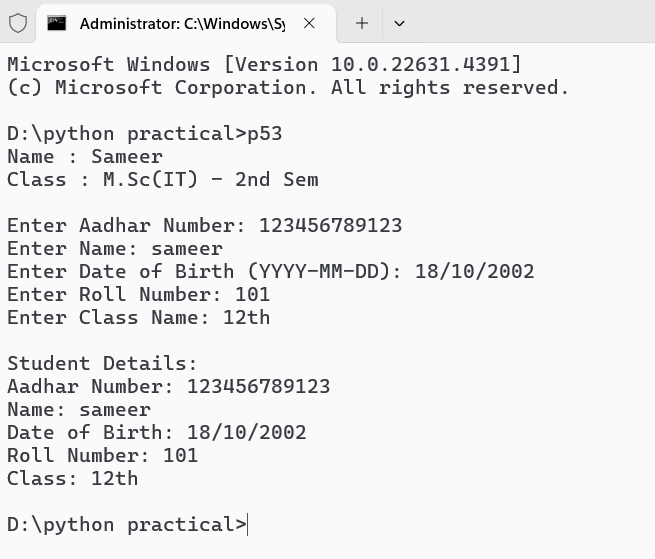 Administrator: C:\Windows\Sy
Microsoft Windows [Version 10.0.22631.4391]
(c) Microsoft Corporation. All rights reserved.
D:\python practical>p53
Name : Sameer
Class : M.Sc(IT) - 2nd Sem
Enter Aadhar Number: 123456789123
Enter Name: sameer
Enter Date of Birth (YYYY-MM-DD): 18/10/2002
Enter Roll Number: 101
Enter Class Name: 12th
Student Details:
Aadhar Number: 123456789123
Name: sameer
Date of Birth: 18/10/2002
Roll Number: 101
Class: 12th
D:\python practical>